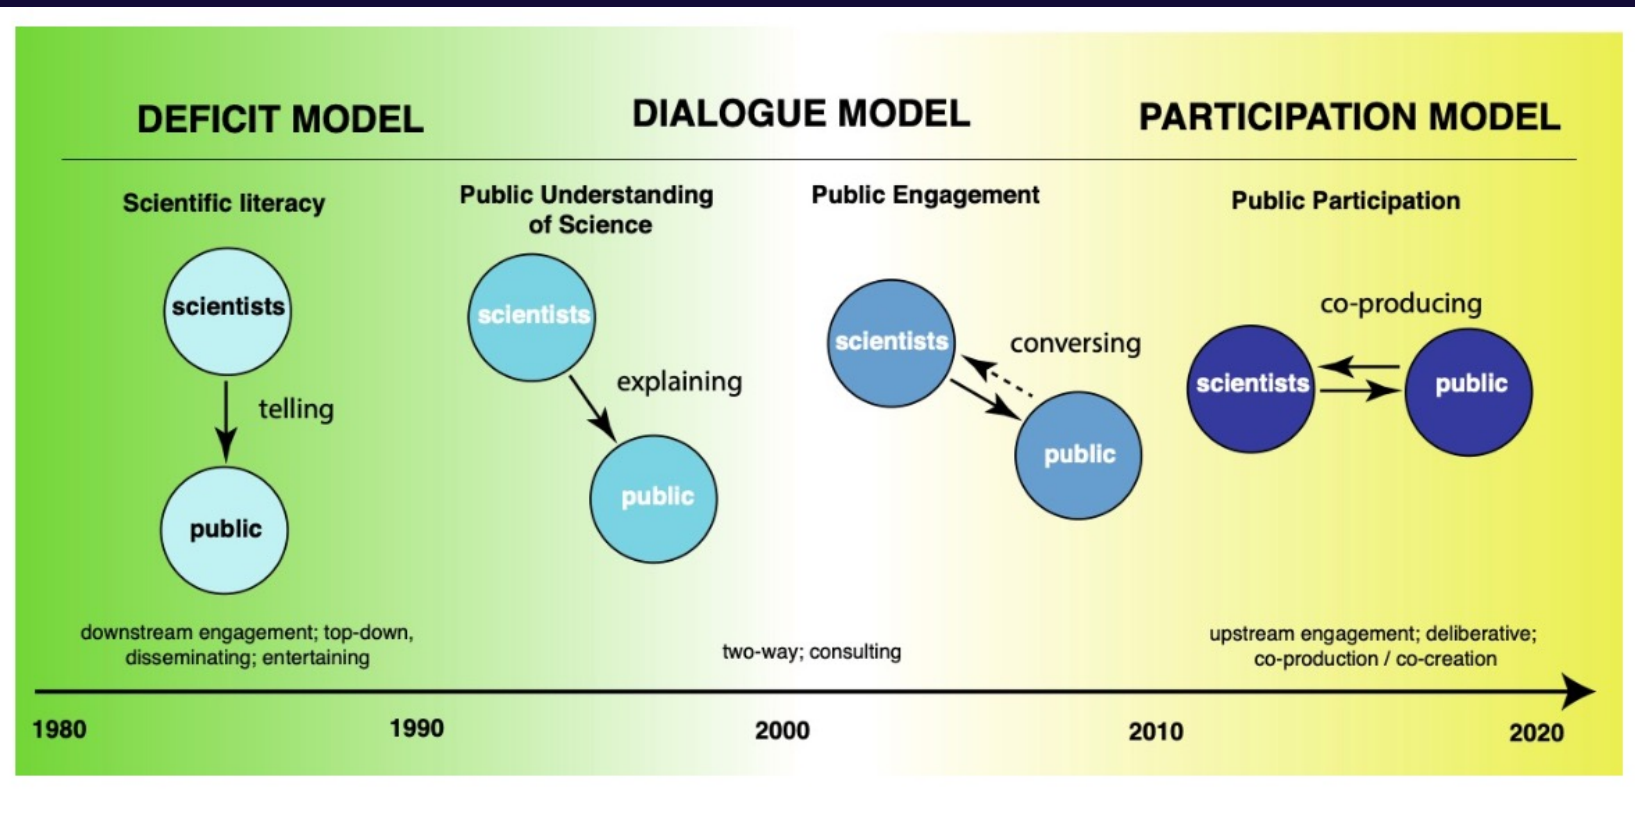 DEFICIT MODEL
DIALOGUE MODEL
PARTICIPATION MODEL
Scientific literacy
scientists
telling
public
Public Understanding
of Science
scientists
explaining
public
Public Engagement
scientists
conversing
public
Public Participation
co-producing
scientists
public
downstream engagement; top-down,
disseminating; entertaining
two-way; consulting
upstream engagement; deliberative;
co-production / co-creation
1980
1990
2000
2010
2020